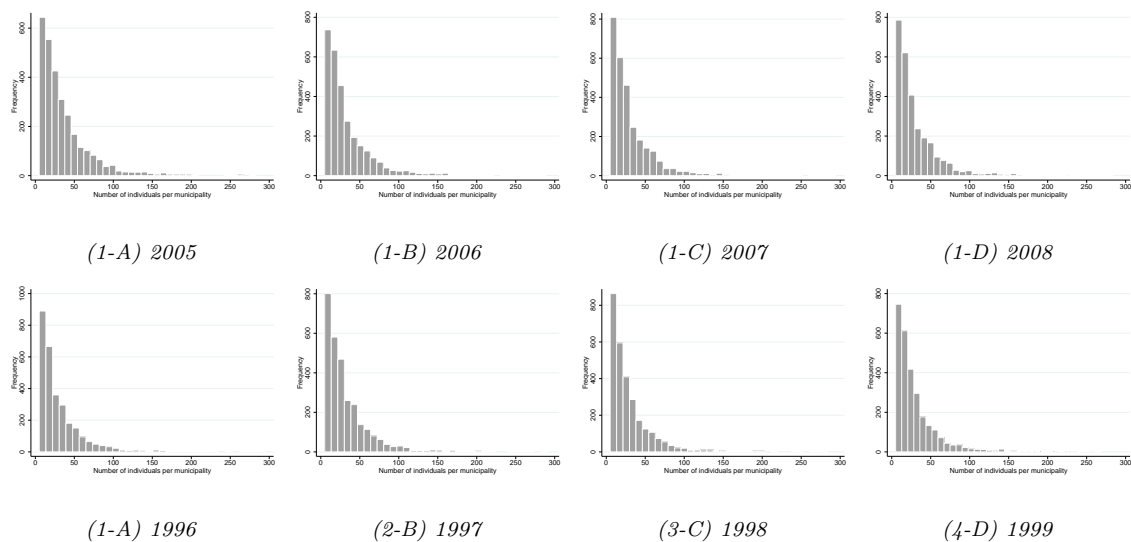 600
400
200
0
Frequency
0 50 100 150 200 250 300
Number of individuals per municipality
(1-A) 2005
800
600
400
200
0
Frequency
0 50 100 150 200 250 300
Number of individuals per municipality
(1-B) 2006
800
600
400
200
0
Frequency
0 50 100 150 200 250 300
Number of individuals per municipality
(1-C) 2007
800
600
400
200
0
Frequency
0 50 100 150 200 250 300
Number of individuals per municipality
(1-D) 2008
1000
800
600
400
200
0
Frequency
0 50 100 150 200 250 300
Number of individuals per municipality
(1-A) 1996
800
600
400
200
0
Frequency
0 50 100 150 200 250 300
Number of individuals per municipality
(2-B) 1997
800
600
400
200
0
Frequency
0 50 100 150 200 250 300
Number of individuals per municipality
(3-C) 1998
800
600
400
200
0
Frequency
0 50 100 150 200 250 300
Number of individuals per municipality
(4-D) 1999